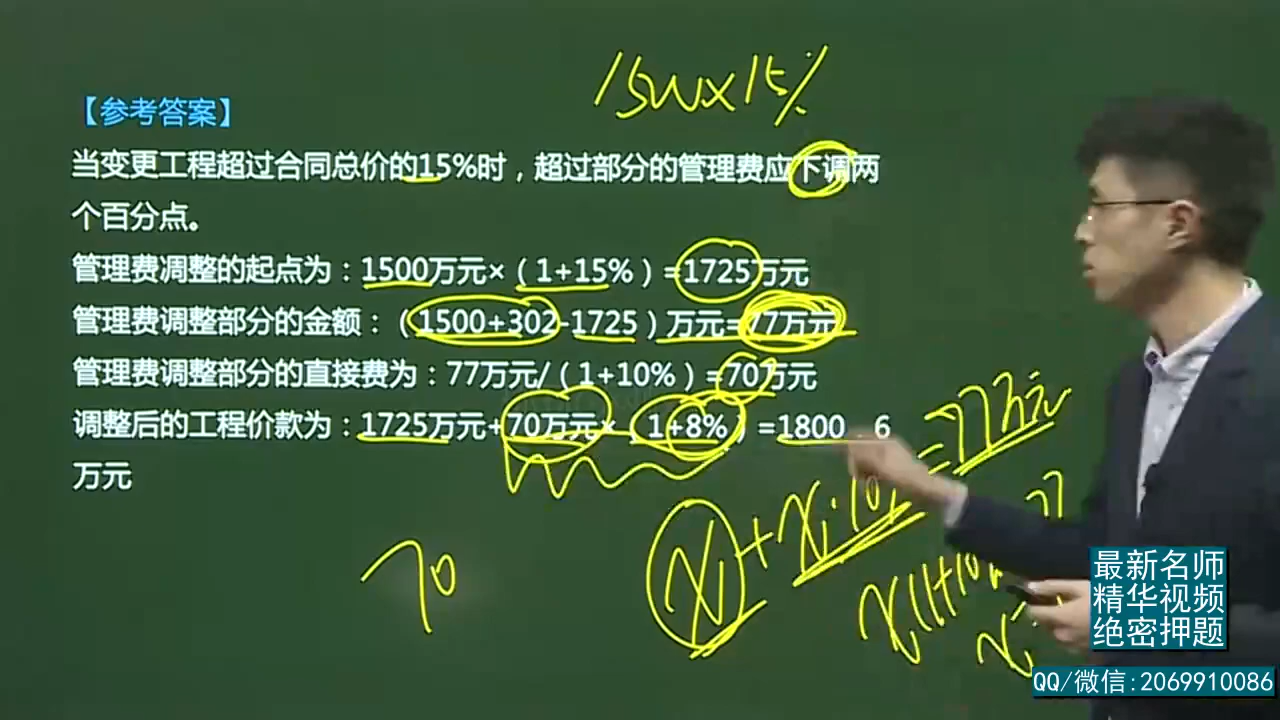 1500×15%
【参考答案】
当变更工程超过合同总价的15%时，超过部分的管理费应下调两
个百分点。
管理费调整的起点为：1500万元×（1+15%）=1725万元
管理费调整部分的金额：（1500+302-1725）万元=77万元
管理费调整部分的直接费为：77万元/（1+10%）=70万元
调整后的工程价款为：1725万元+70万元×（1+8%）=1800．6
万元
=77万元
70
最新名师
精华视频
绝密押题
QQ/微信:2069910086